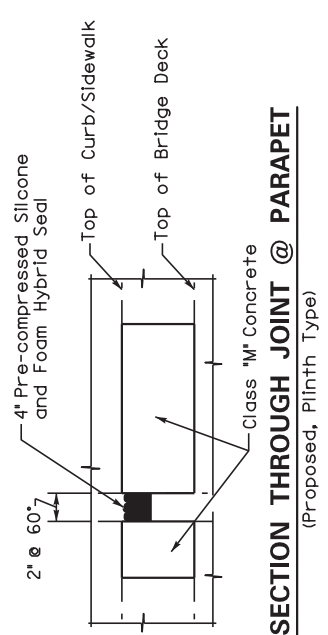 4" Pre-compressed Silcone
and Foam Hybrid Seal
2" @ 60°
Top of Curb/Sidewalk
Top of Bridge Deck
Class "M" Concrete
SECTION THROUGH JOINT @ PARAPET
(Proposed, Plinth Type)